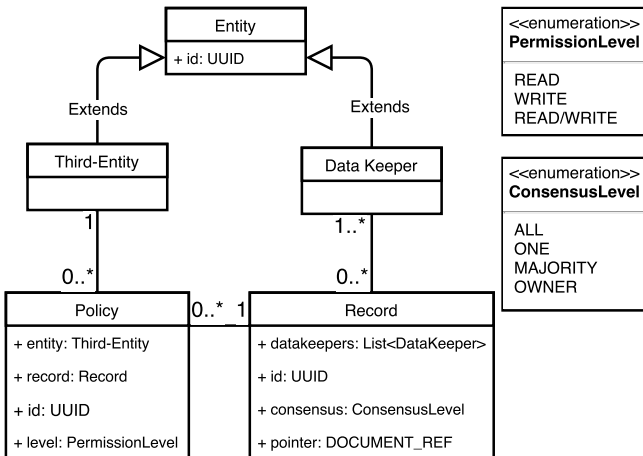 Entity
+ id: UUID
Extends
Extends
Third-Entity
Data Keeper
1
1..*
0..*
0..*
Policy
0..*
1
Record
+ entity: Third-Entity
+ record: Record
+ id: UUID
+ level: PermissionLevel
+ datakeepers: List<DataKeeper>
+ id: UUID
+ consensus: ConsensusLevel
+ pointer: DOCUMENT_REF
<<enumeration>>
PermissionLevel
READ
WRITE
READ/WRITE
<<enumeration>>
ConsensusLevel
ALL
ONE
MAJORITY
OWNER